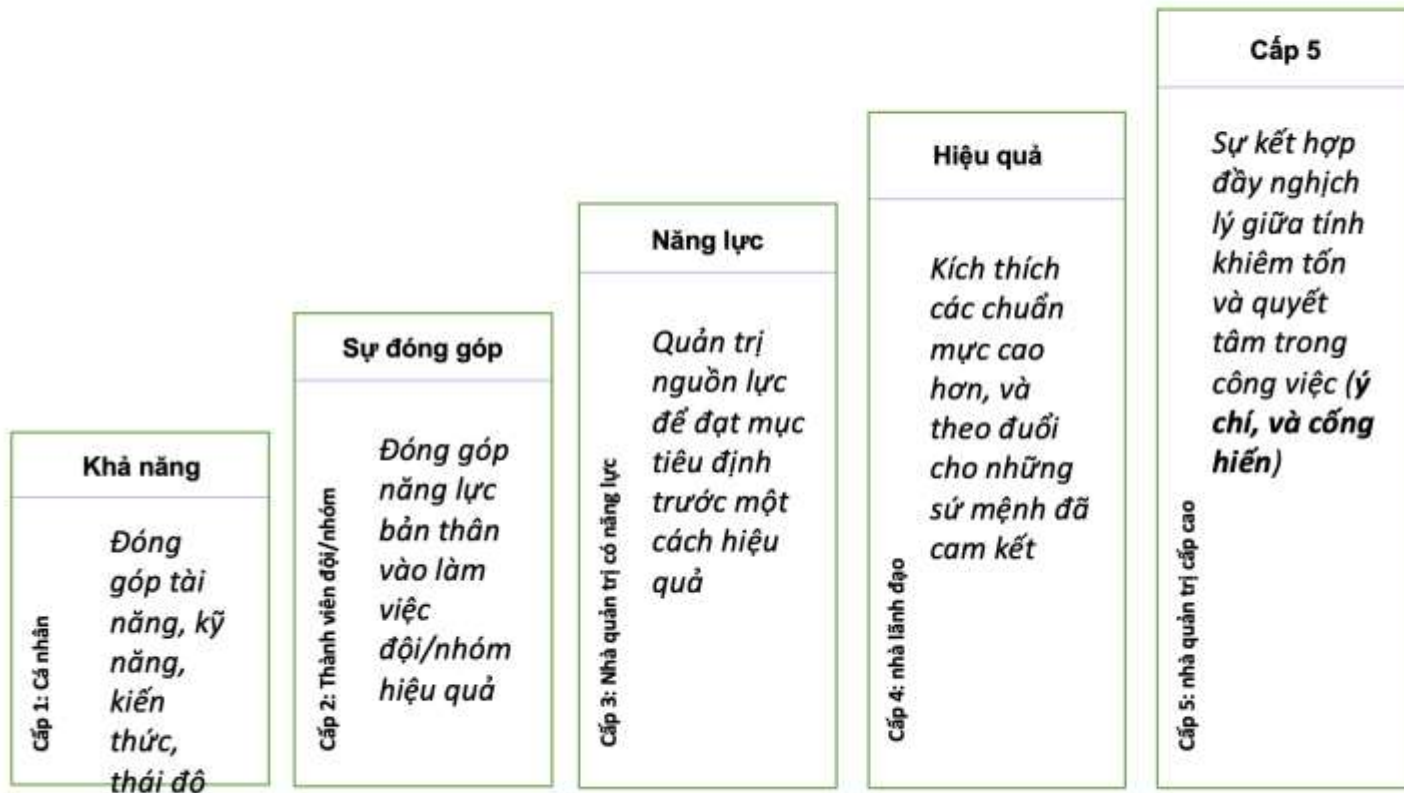 Khả năng
Cấp 1: Cá nhân
Đóng
góp tài
năng, kỹ
năng,
kiến
thức,
thái độ
Sự đóng góp
Cấp 2: Thành viên đội/nhóm
Đóng góp
năng lực
bản thân
vào làm
việc
đội/nhóm
hiệu quả
Năng lực
Cấp 3: Nhà quản trị có năng lực
Quản trị
nguồn lực
để đạt mục
tiêu định
trước một
cách hiệu
quả
Hiệu quả
Cấp 4: nhà lãnh đạo
Kích thích
các chuẩn
mực cao
hơn, và
theo đuổi
cho những
sứ mệnh đã
cam kết
Cấp 5
Cấp 5: nhà quản trị cấp cao
Sự kết hợp
đầy nghịch
lý giữa tính
khiêm tốn
và quyết
tâm trong
công việc (ý
chí, và cống
hiến)